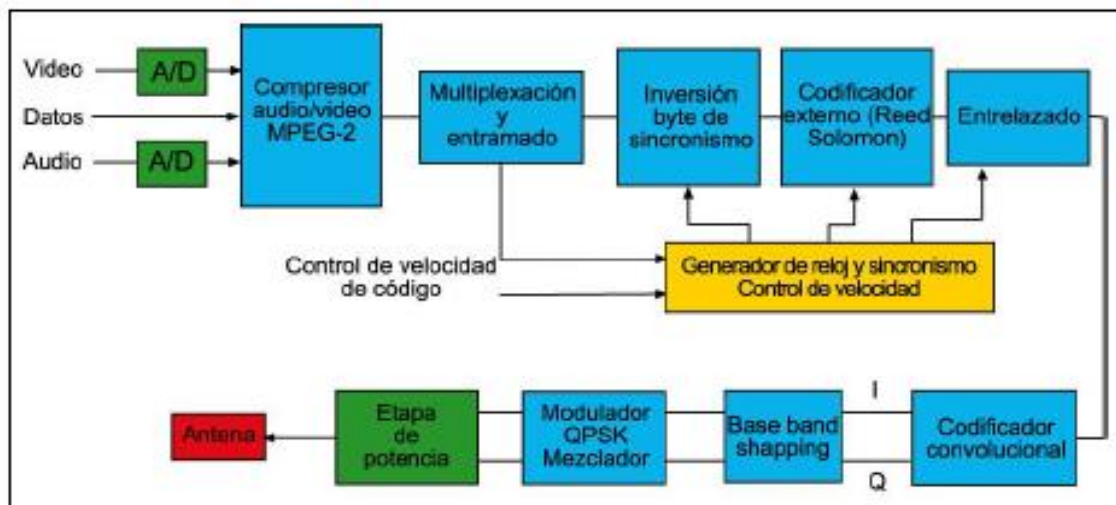 Video
A/D
Datos
Audio
A/D
Compresor
audio/video
MPEG-2
Multiplexación
y
entramado
Inversión
byte de
sincronismo
Codificador
externo (Reed
Solomon)
Entrelazado
Control de velocidad
de código
Generador de reloj y sincronismo
Control de velocidad
Antena
Etapa
de
potencia
Modulador
QPSK
Mezclador
Base band
shapping
I
Q
Codificador
convolucional